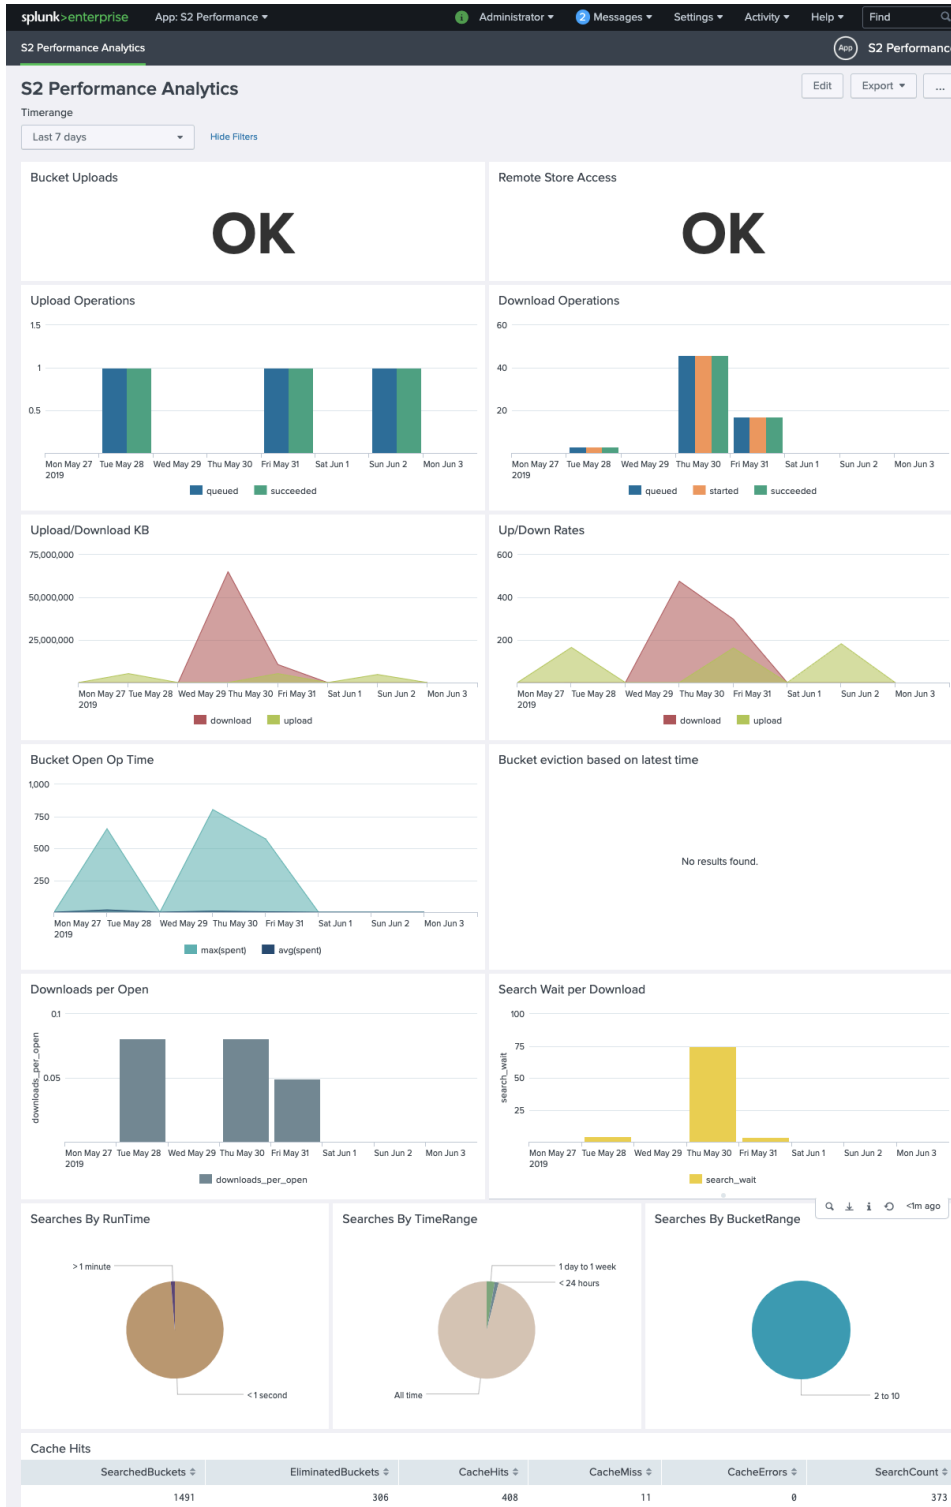 splunk>enterprise App: S2 Performance i Administrator 2 Messages Settings Activity Help Find
S2 Performance Analytics App S2 Performance
S2 Performance Analytics Edit Export ...
Timerange
Last 7 days Hide Filters
Bucket Uploads
OK
Remote Store Access
OK
Upload Operations
1.5
1
0.5
Mon May 27 Tue May 28 Wed May 29 Thu May 30 Fri May 31 Sat Jun 1 Sun Jun 2 Mon Jun 3
2019
queued succeeded
Download Operations
60
40
20
Mon May 27 Tue May 28 Wed May 29 Thu May 30 Fri May 31 Sat Jun 1 Sun Jun 2 Mon Jun 3
2019
queued started succeeded
Upload/Download KB
75,000,000
50,000,000
25,000,000
Mon May 27 Tue May 28 Wed May 29 Thu May 30 Fri May 31 Sat Jun 1 Sun Jun 2 Mon Jun 3
2019
download upload
Up/Down Rates
600
400
200
Mon May 27 Tue May 28 Wed May 29 Thu May 30 Fri May 31 Sat Jun 1 Sun Jun 2 Mon Jun 3
2019
download upload
Bucket Open Op Time
1,000
750
500
250
Mon May 27 Tue May 28 Wed May 29 Thu May 30 Fri May 31 Sat Jun 1 Sun Jun 2 Mon Jun 3
2019
max(spent) avg(spent)
Bucket eviction based on latest time
No results found.
Downloads per Open
0.1
0.05
downloads_per_open
Mon May 27 Tue May 28 Wed May 29 Thu May 30 Fri May 31 Sat Jun 1 Sun Jun 2 Mon Jun 3
2019
downloads_per_open
Search Wait per Download
100
75
50
25
search_wait
Mon May 27 Tue May 28 Wed May 29 Thu May 30 Fri May 31 Sat Jun 1 Sun Jun 2 Mon Jun 3
2019
search_wait
i <1m ago
Searches By RunTime
> 1 minute
< 1 second
Searches By TimeRange
1 day to 1 week
< 24 hours
All time
Searches By BucketRange
2 to 10
Cache Hits
SearchedBuckets EliminatedBuckets CacheHits CacheMiss CacheErrors SearchCount
1491 306 408 11 0 373